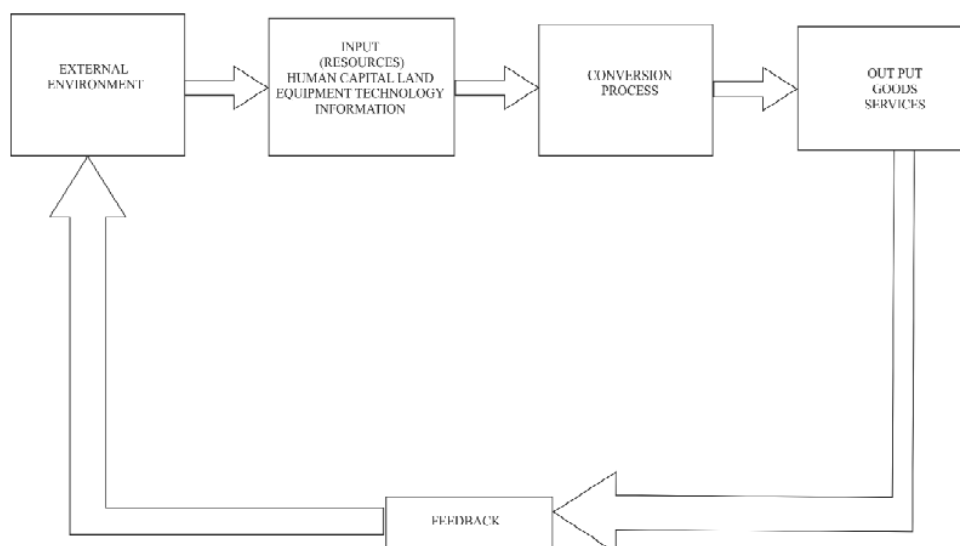 EXTERNAL
ENVIRONMENT
INPUT
(RESOURCES)
HUMAN CAPITAL LAND
EQUIPMENT TECHNOLOGY
INFORMATION
CONVERSION
PROCESS
OUT PUT
GOODS
SERVICES
FEEDBACK